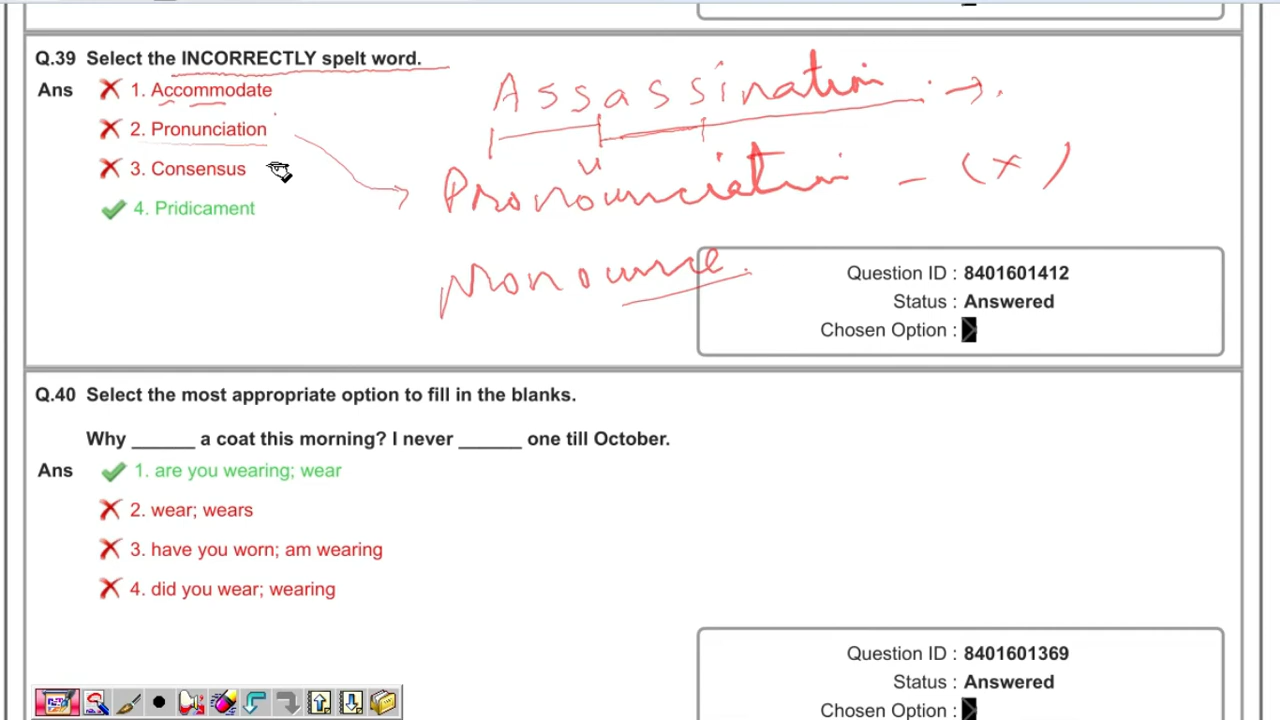 Q.39 Select the INCORRECTLY spelt word.
Ans 1. Accommodate
2. Pronunciation
3. Consensus
4. Pridicament
Assassination
u
Pronounciation - (x)
pronounce
Question ID : 8401601412
Status : Answered
Chosen Option :
Q.40 Select the most appropriate option to fill in the blanks.
Why ______ a coat this morning? I never ______ one till October.
Ans 1. are you wearing; wear
2. wear; wears
3. have you worn; am wearing
4. did you wear; wearing
Question ID : 8401601369
Status : Answered
Chosen Option :